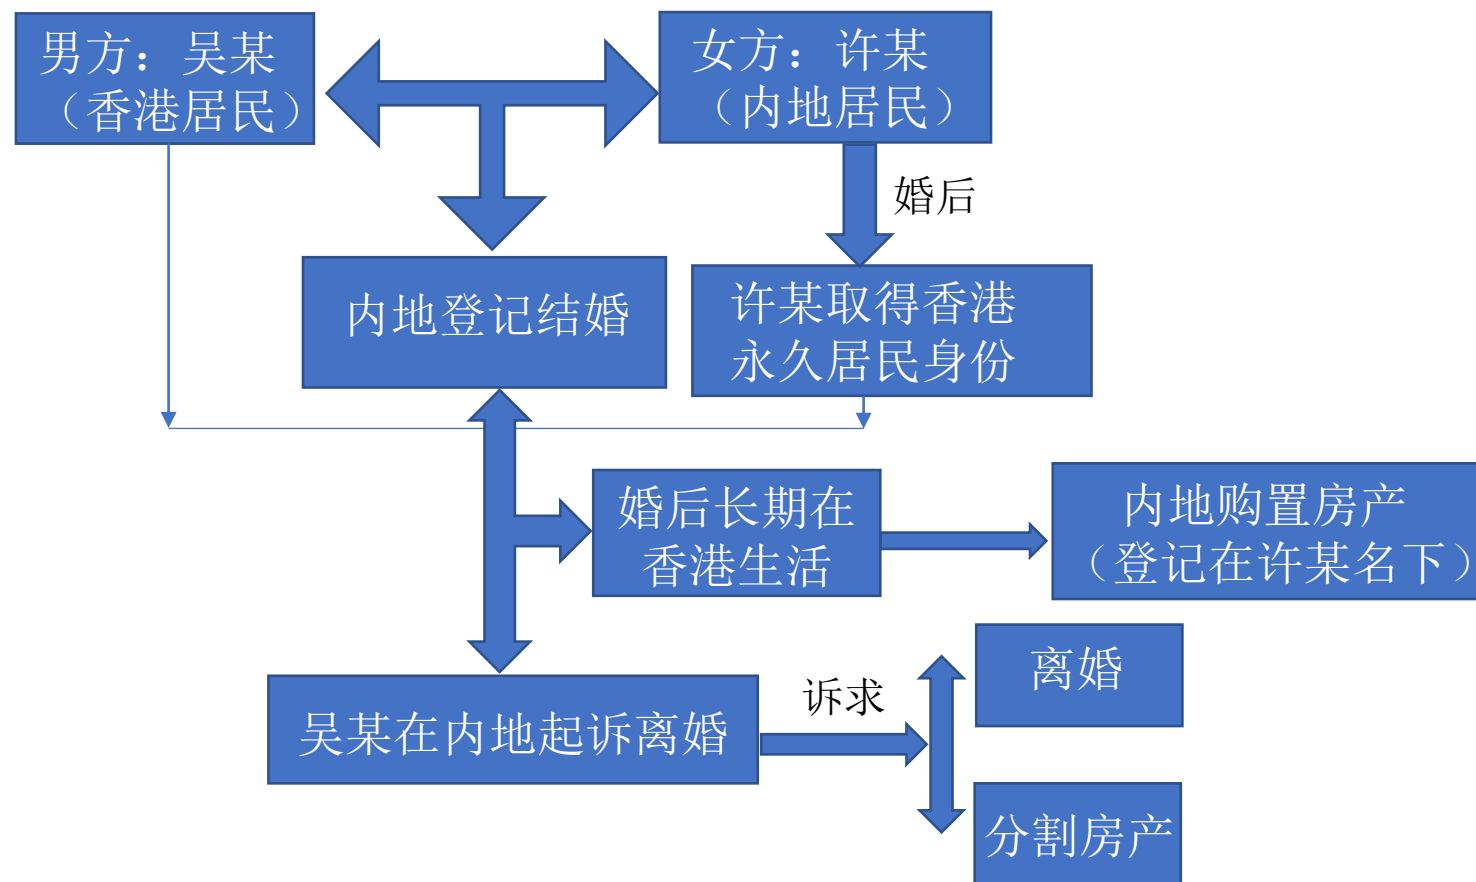 男方：吴某
（香港居民）
女方：许某
（内地居民）
婚后
内地登记结婚
许某取得香港
永久居民身份
婚后长期在
香港生活
内地购置房产
（登记在许某名下）
吴某在内地起诉离婚
诉求
离婚
分割房产